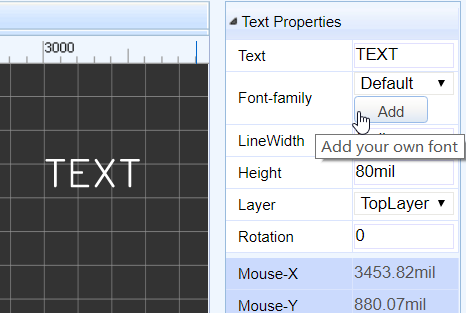 3000
TEXT
Text Properties
Text TEXT
Font-family Default
Add
LineWidth
Add your own font
Height 80mil
Layer TopLayer
Rotation 0
Mouse-X 3453.82mil
Mouse-Y 880.07mil